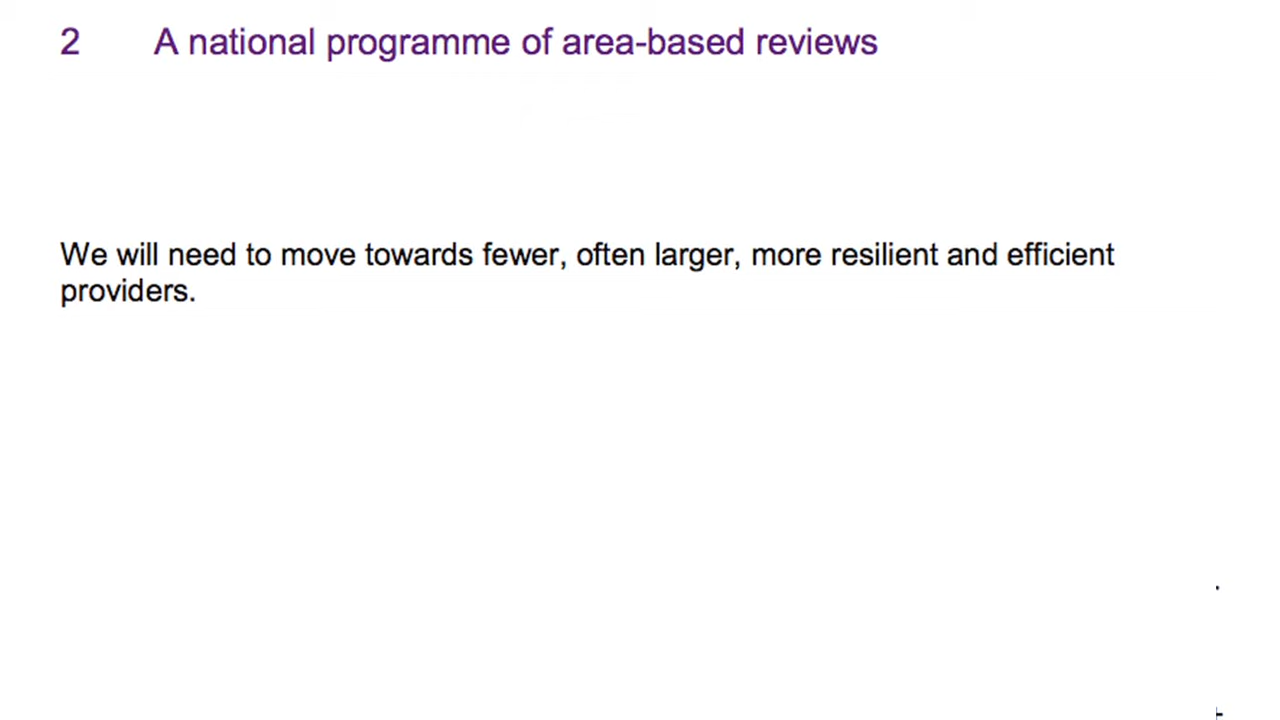 2 A national programme of area-based reviews
We will need to move towards fewer, often larger, more resilient and efficient
providers.